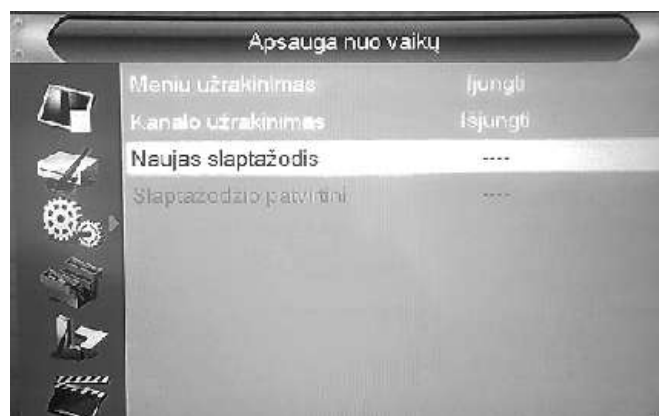 Apsauga nuo vaikų
Meniu užrakinimas Įjungti
Kanalo užrakinimas Išjungti
Naujas slaptažodis ----
Slaptažodžio patvirtini ----